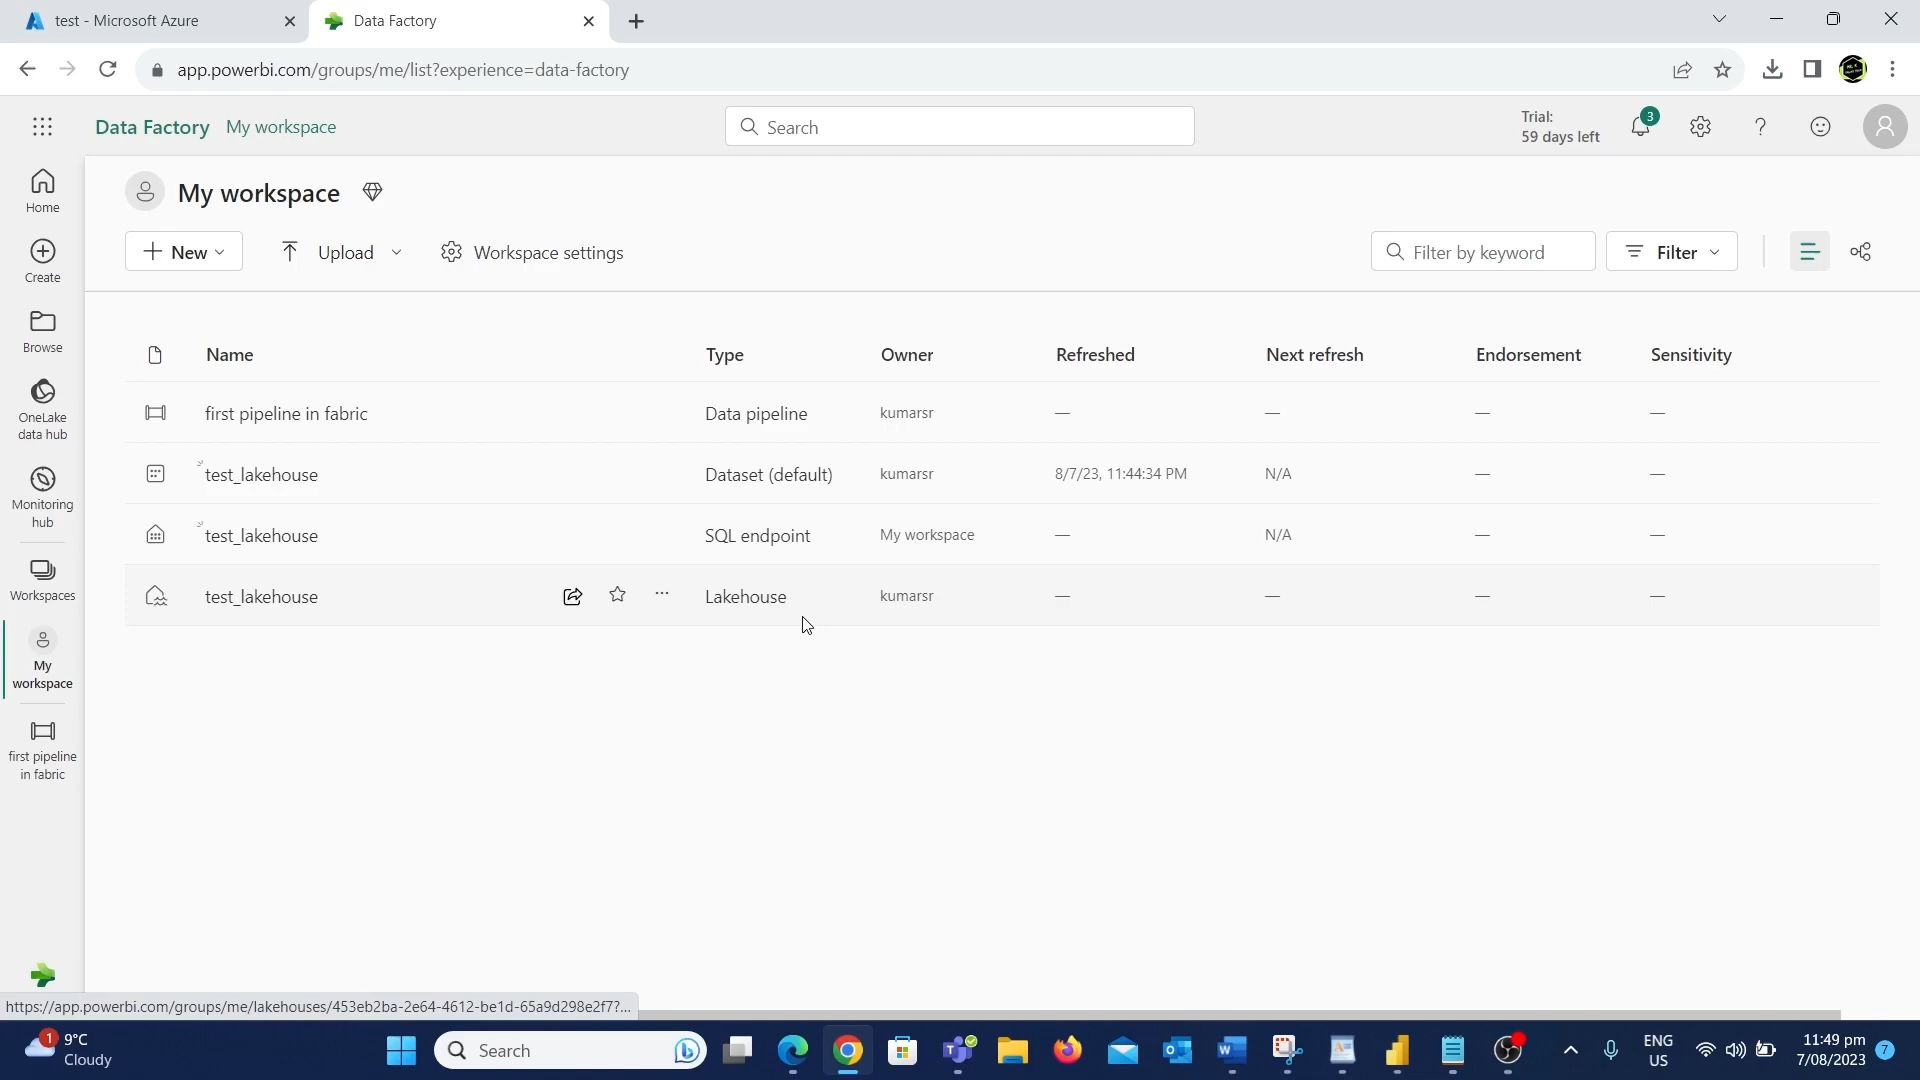 test - Microsoft Azure
Data Factory
app.powerbi.com/groups/me/list?experience=data-factory
Data Factory My workspace
Search
Trial:
59 days left
3
Home
Create
Browse
OneLake
data hub
Monitoring
hub
Workspaces
My
workspace
first pipeline
in fabric
My workspace
New
Upload
Workspace settings
Filter by keyword
Filter
Name Type Owner Refreshed Next refresh Endorsement Sensitivity
first pipeline in fabric Data pipeline kumarsr — — — —
test_lakehouse Dataset (default) kumarsr 8/7/23, 11:44:34 PM N/A — —
test_lakehouse SQL endpoint My workspace — N/A — —
test_lakehouse Lakehouse kumarsr — — — —
https://app.powerbi.com/groups/me/lakehouses/453eb2ba-2e64-4612-be1d-65a9d298e2f7?...
1
9°C
Cloudy
Search
ENG
US
11:49 pm
7/08/2023
7